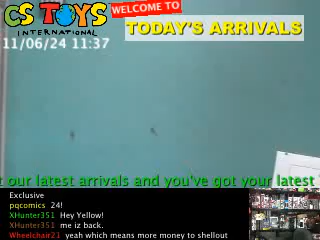 CS TOYS
INTERNATIONAL
WELCOME TO
TODAY'S ARRIVALS
11/06/24 11:37
our latest arrivals and you've got your latest
Exclusive
pqcomics 24!
XHunter351 Hey Yellow!
XHunter351 me iz back.
Wheelchair21 yeah which means more money to shellout